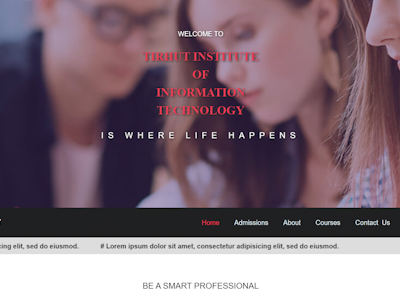 WELCOME TO
TIRHUT INSTITUTE
OF
INFORMATION
TECHNOLOGY
IS WHERE LIFE HAPPENS
Home Admissions About Courses Contact Us
cing elit, sed do eiusmod. # Lorem ipsum dolor sit amet, consectetur adipisicing elit, sed do eiusmod.
BE A SMART PROFESSIONAL